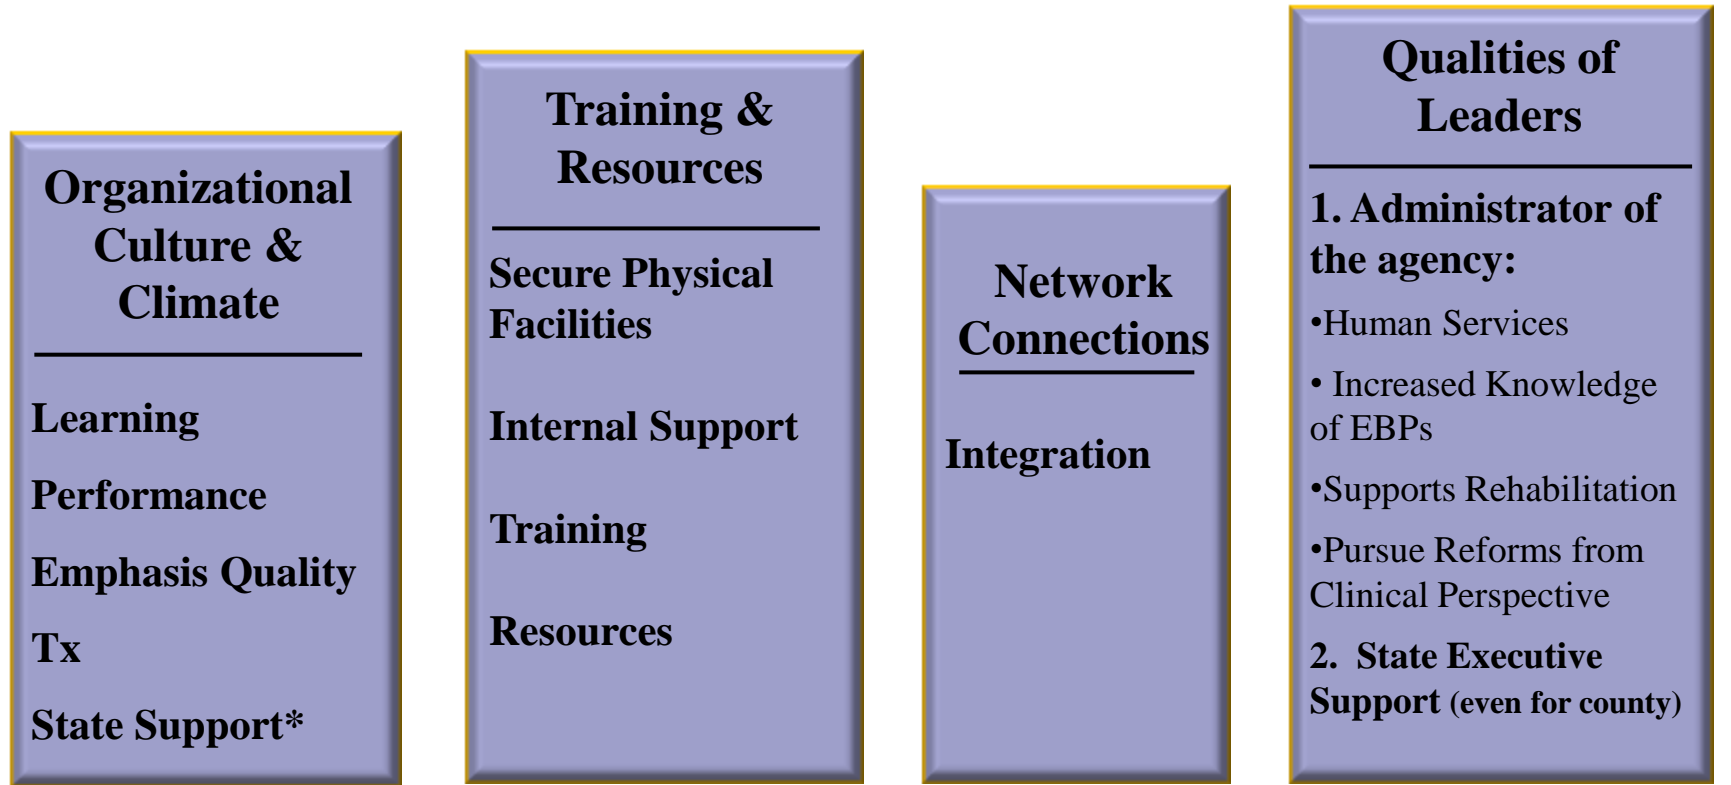 Organizational
Culture &
Climate
Learning
Performance
Emphasis Quality
Tx
State Support*
Training &
Resources
Secure Physical
Facilities
Internal Support
Training
Resources
Network
Connections
Integration
Qualities of
Leaders
1. Administrator of
the agency:
•Human Services
• Increased Knowledge
of EBPs
•Supports Rehabilitation
•Pursue Reforms from
Clinical Perspective
2. State Executive
Support (even for county)